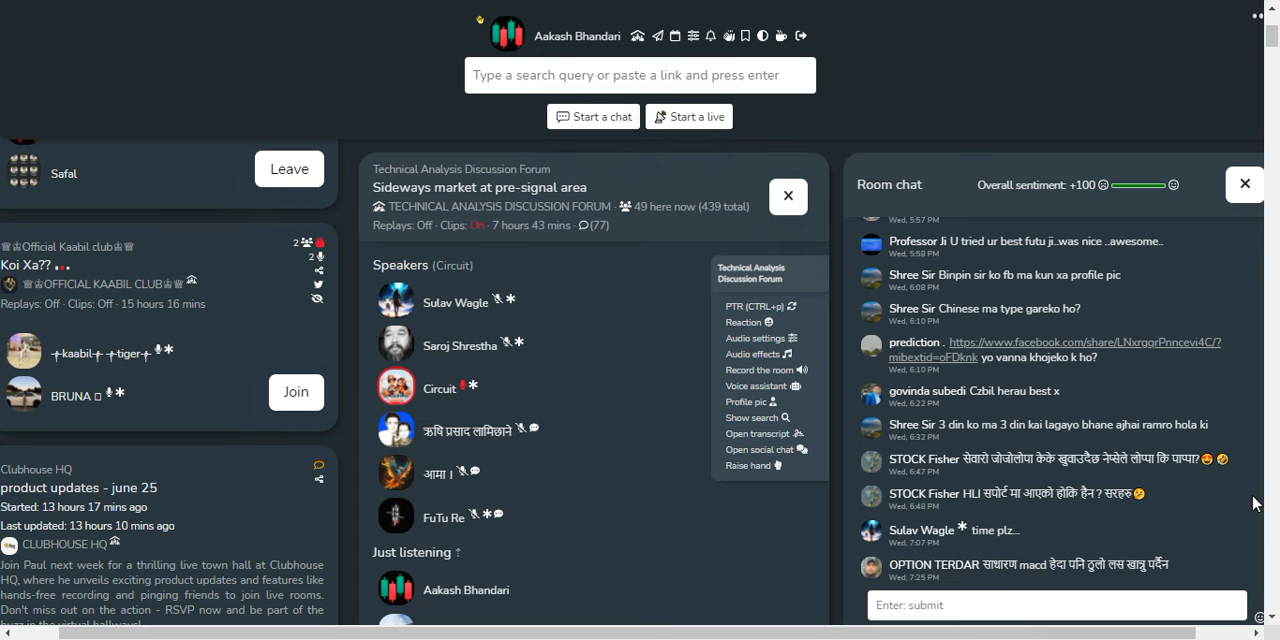 Aakash Bhandari
Type a search query or paste a link and press enter
Start a chat
Start a live
Safal
Leave
♕♔Official Kaabil club♔♕
2
Koi Xa??
2
♕♔OFFICIAL KAABIL CLUB♔♕
Replays: Off · Clips: Off · 15 hours 16 mins
kaabil tiger
BRUNA
Join
Clubhouse HQ
product updates - june 25
Started: 13 hours 17 mins ago
Last updated: 13 hours 10 mins ago
CLUBHOUSE HQ
Join Paul next week for a thrilling live town hall at Clubhouse
HQ, where he unveils exciting product updates and features like
hands-free recording and pinging friends to join live rooms.
Don't miss out on the action - RSVP now and be part of the
buzz in the virtual hallways!
Technical Analysis Discussion Forum
Sideways market at pre-signal area
TECHNICAL ANALYSIS DISCUSSION FORUM · 49 here now (439 total)
Replays: Off · Clips: On · 7 hours 43 mins · (77)
Speakers (Circuit)
Sulav Wagle
Saroj Shrestha
Circuit
ऋषि प्रसाद लामिछाने
आमा ।
FuTu Re
Just listening ↑
Aakash Bhandari
Technical Analysis
Discussion Forum
PTR (CTRL+p)
Reaction
Audio settings
Audio effects
Record the room
Voice assistant
Profile pic
Show search
Open transcript
Open social chat
Raise hand
Room chat
Overall sentiment: +100
Wed, 5:57 PM
Professor Ji U tried ur best futu ji..was nice ..awesome..
Wed, 5:58 PM
Shree Sir Binpin sir ko fb ma kun xa profile pic
Wed, 6:08 PM
Shree Sir Chinese ma type gareko ho?
Wed, 6:10 PM
prediction . https://www.facebook.com/share/LNxrgqrPnncevi4C/?
mibextid=oFDknk yo vanna khojeko k ho?
Wed, 6:10 PM
govinda subedi Czbil herau best x
Wed, 6:22 PM
Shree Sir 3 din ko ma 3 din kai lagayo bhane ajhai ramro hola ki
Wed, 6:32 PM
STOCK Fisher सेवारो जोजोलोपा केके खुवाउदैछ नेप्सेले लोप्पा कि पाप्पा?🤩 🤣
Wed, 6:47 PM
STOCK Fisher HLI सपोर्ट मा आएको होकि हैन ? सरहरु🤔
Wed, 6:48 PM
Sulav Wagle * time plz...
Wed, 7:07 PM
OPTION TERDAR साधारण macd हेदा पनि ठुलो लस खान्नु पर्दैन
Wed, 7:25 PM
Enter: submit